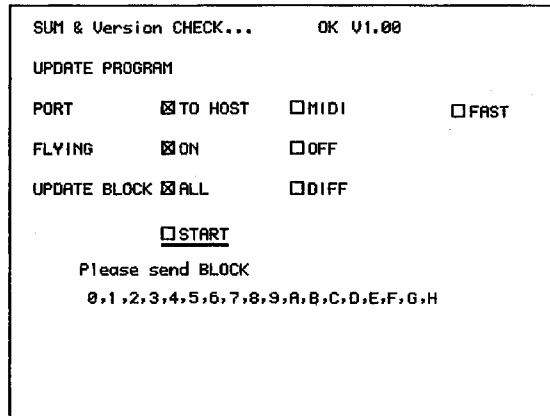 SUM & Version CHECK... OK V1.00
UPDATE PROGRAM
PORT ☒TO HOST ☐MIDI ☐FAST
FLYING ☒ON ☐OFF
UPDATE BLOCK ☒ALL ☐DIFF
☐START
Please send BLOCK
0,1,2,3,4,5,6,7,8,9,A,B,C,D,E,F,G,H